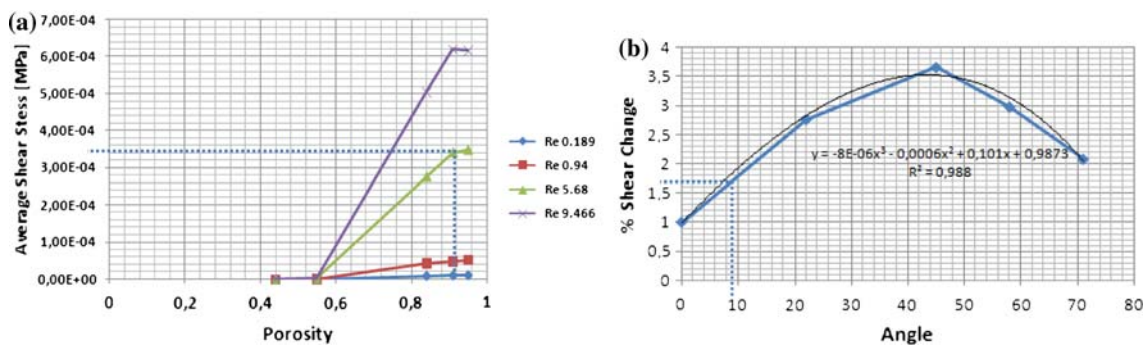 (a)
Average Shear Stess [MPa]
7,00E-04
6,00E-04
5,00E-04
4,00E-04
3,00E-04
2,00E-04
1,00E-04
0,00E+00
0 0,2 0,4 0,6 0,8 1
Porosity
Re 0.189
Re 0.94
Re 5.68
Re 9.466
(b)
% Shear Change
4
3,5
3
2,5
2
1,5
1
0,5
0
y = -8E-06x³ - 0,0006x² + 0,101x + 0,9873
R² = 0,988
0 10 20 30 40 50 60 70 80
Angle